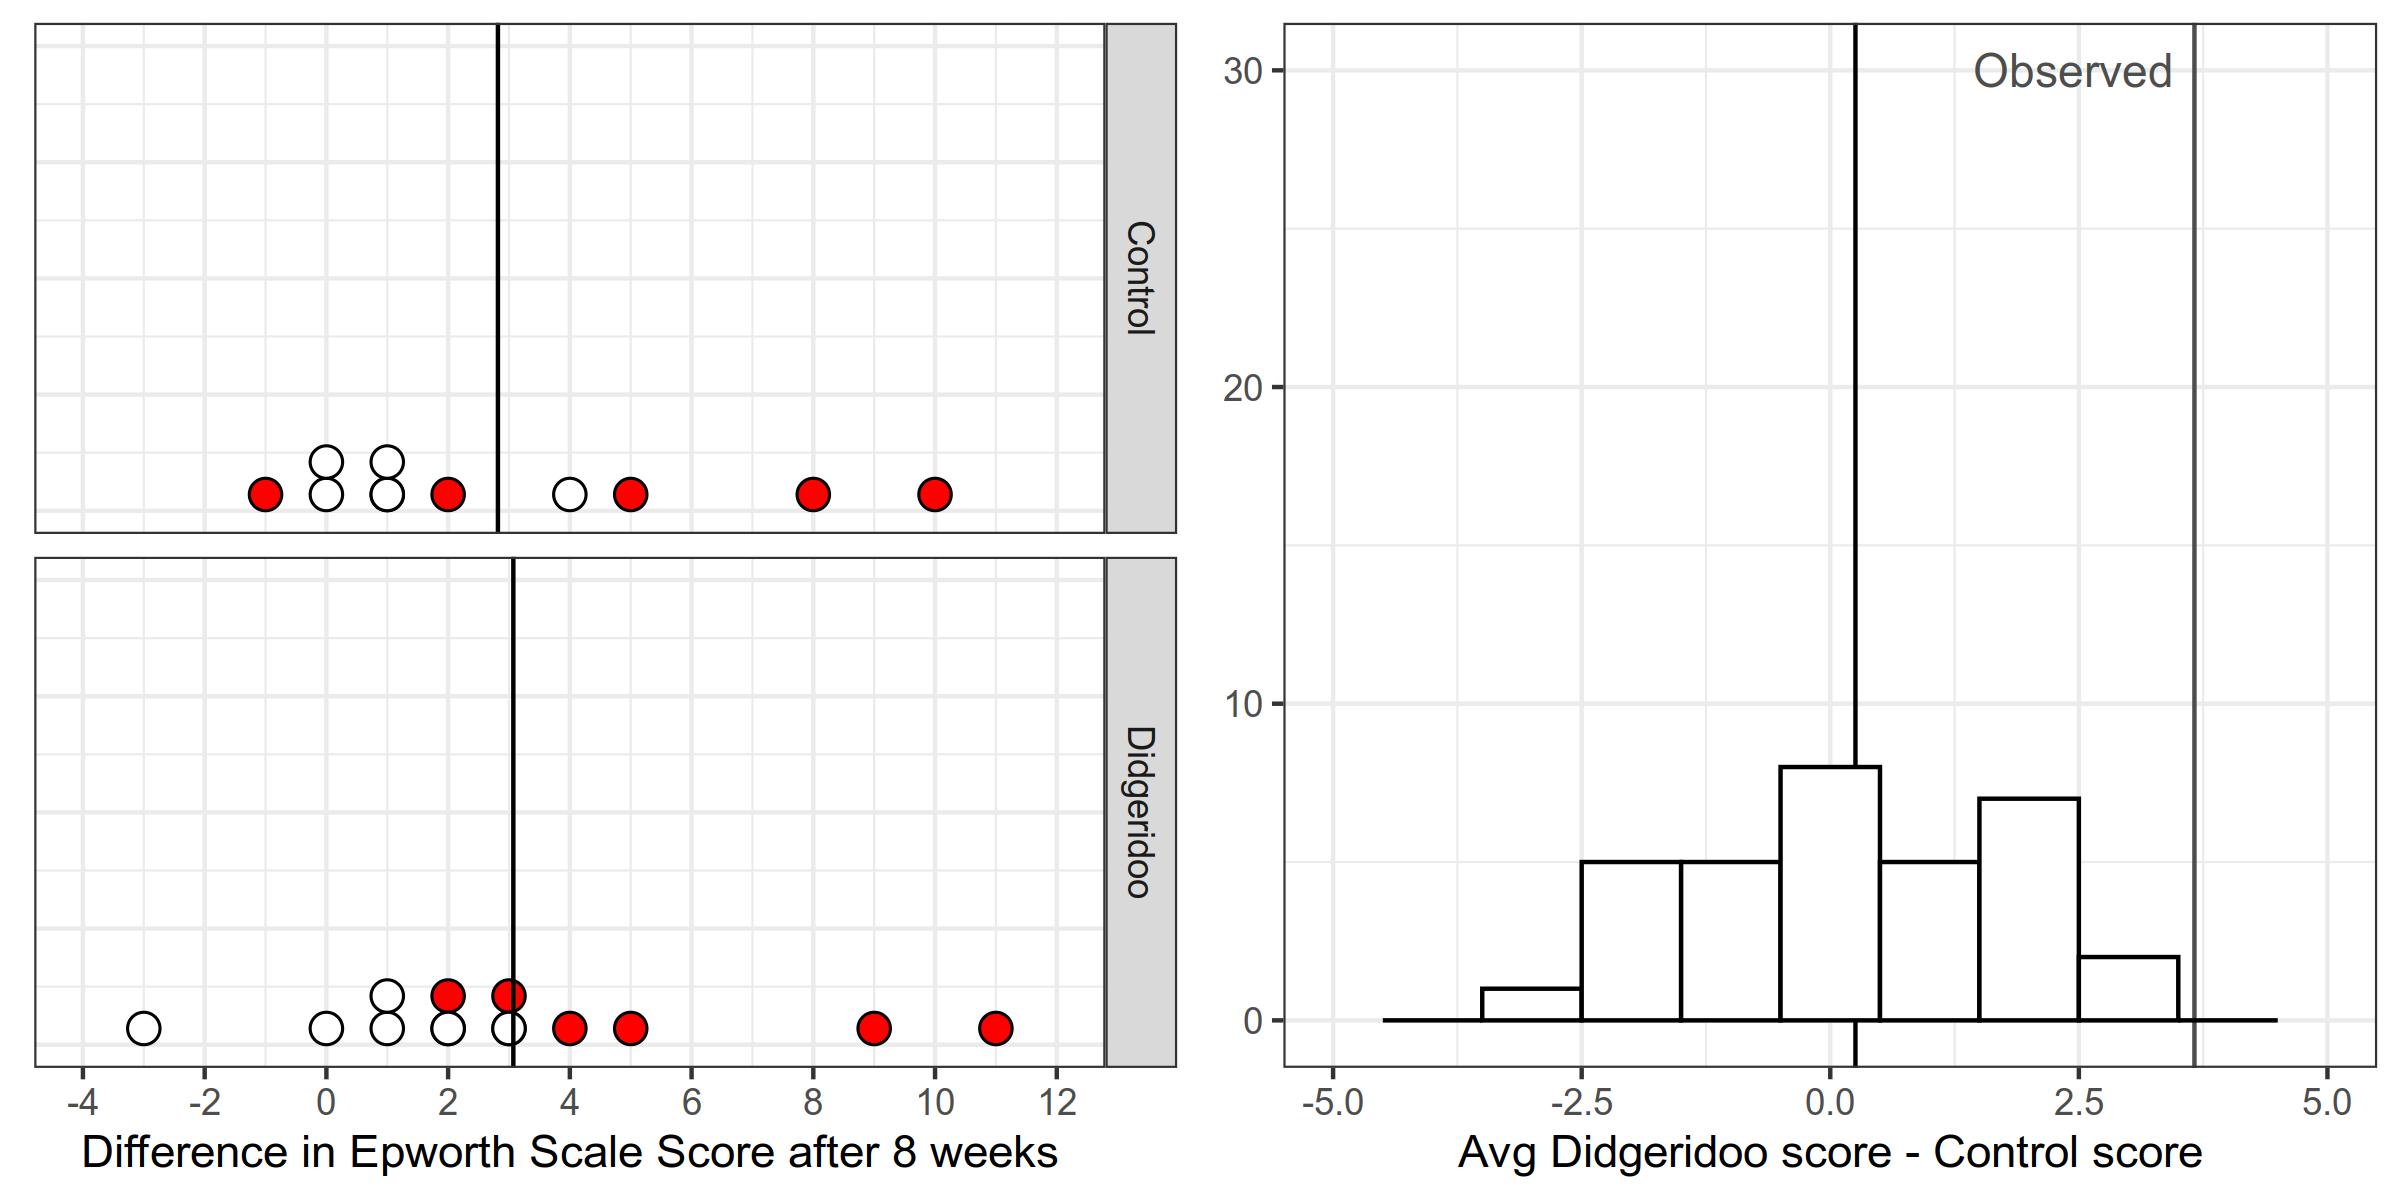 Control
Didgeridoo
-4 -2 0 2 4 6 8 10 12
Difference in Epworth Scale Score after 8 weeks
Observed
30
20
10
0
-5.0 -2.5 0.0 2.5 5.0
Avg Didgeridoo score - Control score